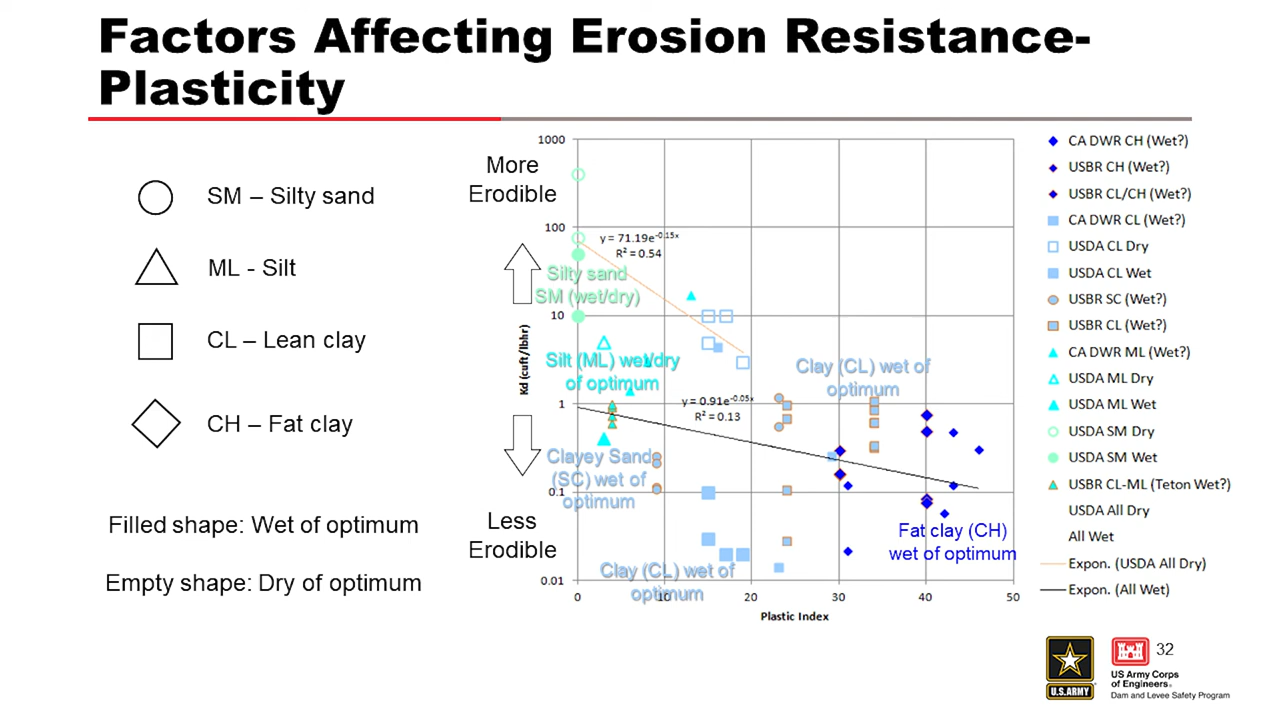 Factors Affecting Erosion Resistance-
Plasticity
SM – Silty sand
ML - Silt
CL – Lean clay
CH – Fat clay
Filled shape: Wet of optimum
Empty shape: Dry of optimum
More
Erodible
Less
Erodible
Kd (cuft/lbhr)
1000
100
10
1
0.1
0.01
0
10
20
30
40
50
Plastic Index
y = 71.19e^-0.15x
R² = 0.54
Silty sand
SM (wet/dry)
Silt (ML) wet/dry
of optimum
y = 0.91e^-0.05x
R² = 0.13
Clay (CL) wet of
optimum
Clayey Sand
(SC) wet of
optimum
Clay (CL) wet of
optimum
Fat clay (CH)
wet of optimum
CA DWR CH (Wet?)
USBR CH (Wet?)
USBR CL/CH (Wet?)
CA DWR CL (Wet?)
USDA CL Dry
USDA CL Wet
USBR SC (Wet?)
USBR CL (Wet?)
CA DWR ML (Wet?)
USDA ML Dry
USDA ML Wet
USDA SM Dry
USDA SM Wet
USBR CL-ML (Teton Wet?)
USDA All Dry
All Wet
Expon. (USDA All Dry)
Expon. (All Wet)
U.S.ARMY
32
US Army Corps
of Engineers®
Dam and Levee Safety Program